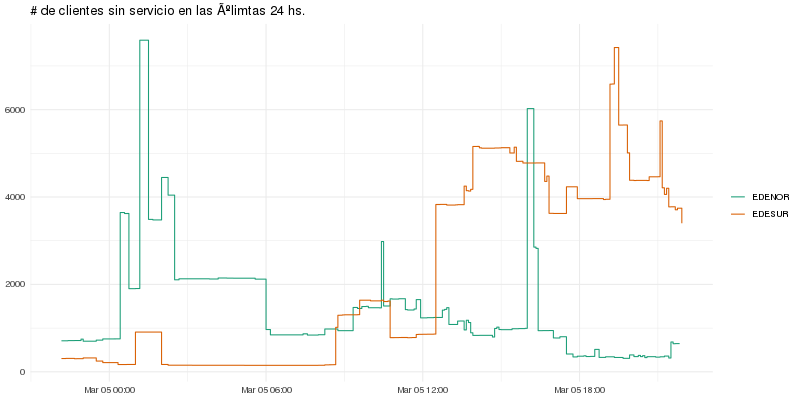 # de clientes sin servicio en las Ãºlimtas 24 hs.
6000
4000
2000
0
Mar 05 00:00
Mar 05 06:00
Mar 05 12:00
Mar 05 18:00
EDENOR
EDESUR